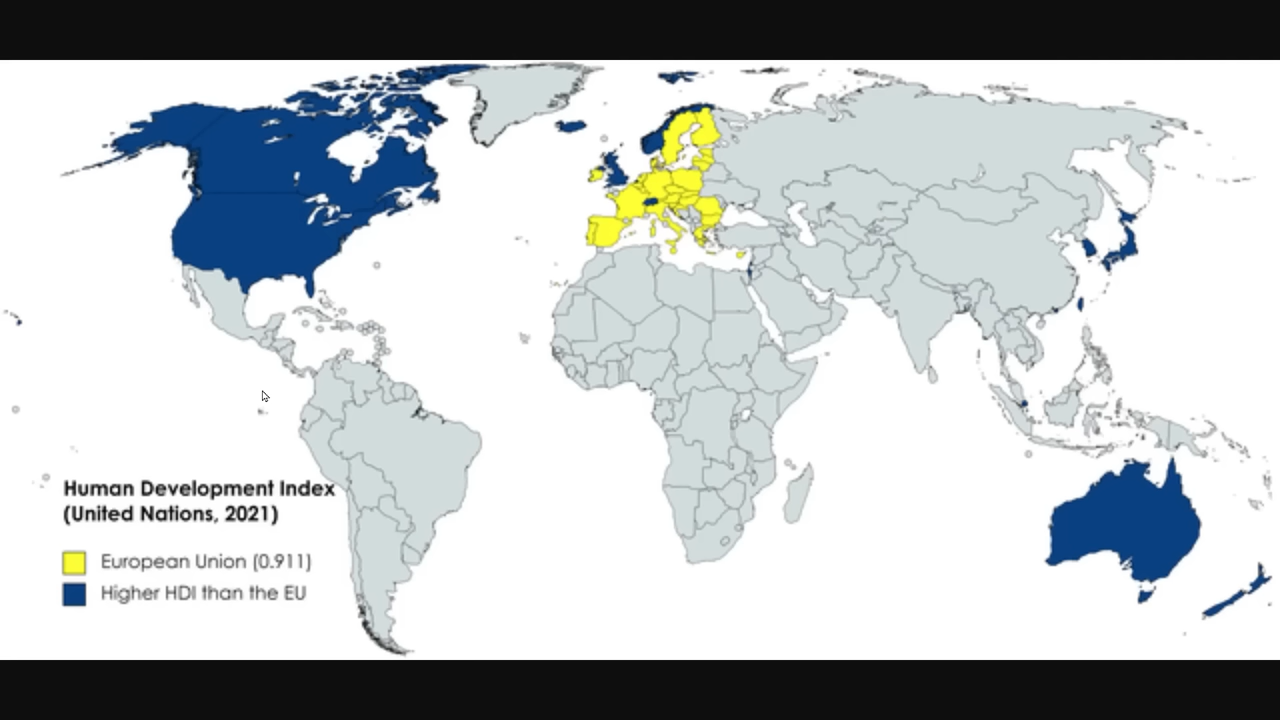 Human Development Index
(United Nations, 2021)
European Union (0.911)
Higher HDI than the EU